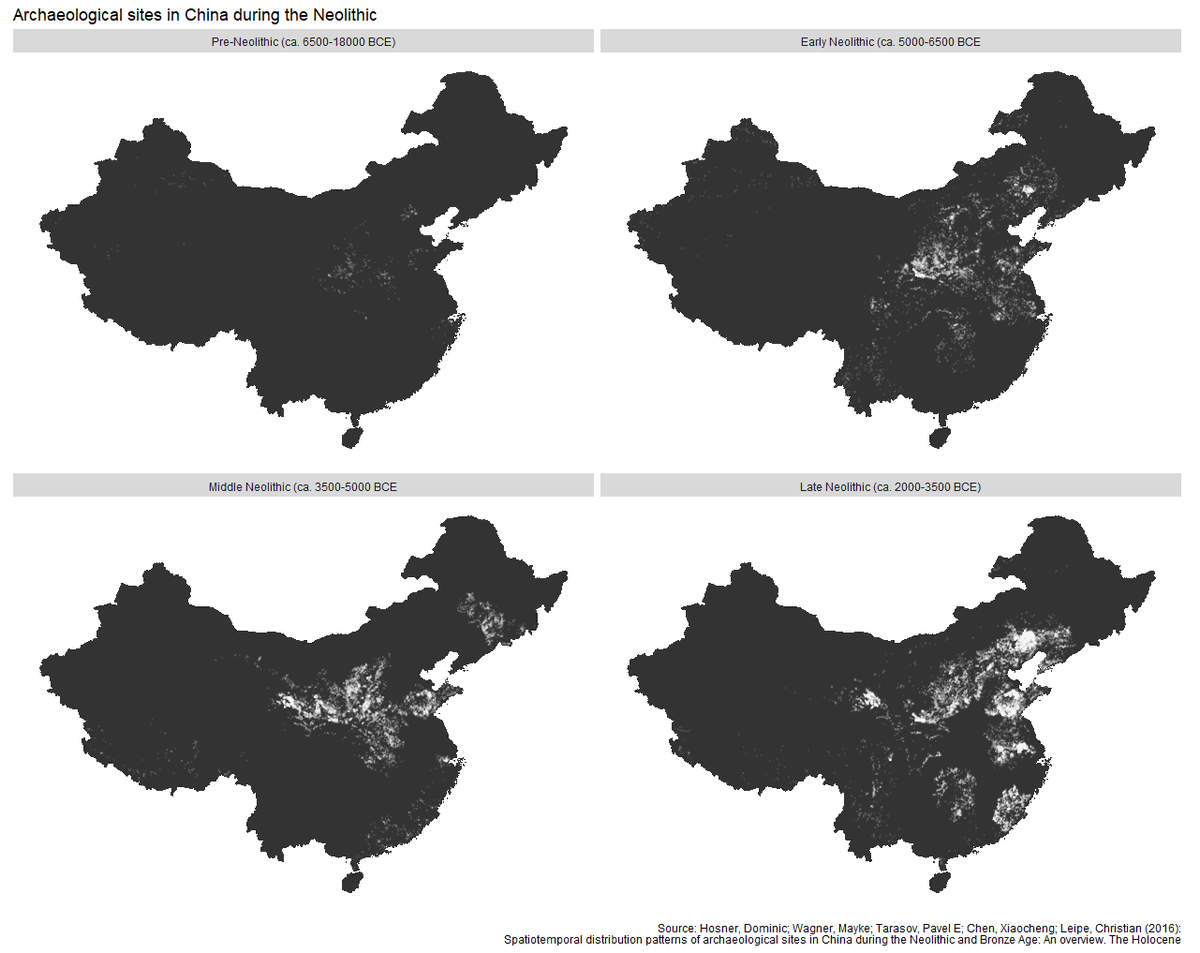 Archaeological sites in China during the Neolithic
Pre-Neolithic (ca. 6500-18000 BCE)
Early Neolithic (ca. 5000-6500 BCE
Middle Neolithic (ca. 3500-5000 BCE
Late Neolithic (ca. 2000-3500 BCE)
Source: Hosner, Dominic; Wagner, Mayke; Tarasov, Pavel E; Chen, Xiaocheng; Leipe, Christian (2016):
Spatiotemporal distribution patterns of archaeological sites in China during the Neolithic and Bronze Age: An overview. The Holocene